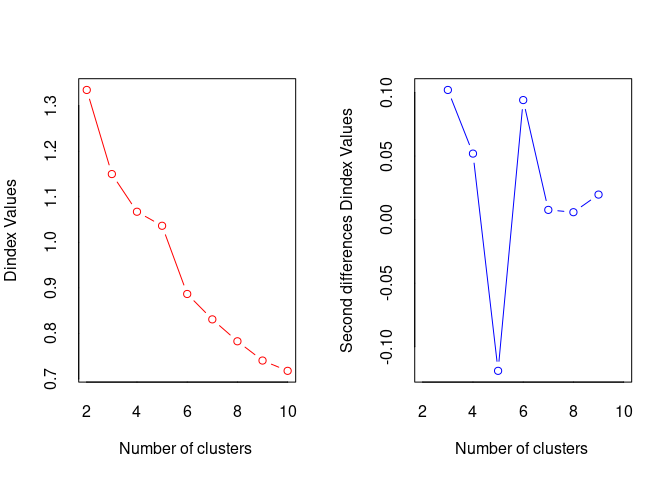 Dindex Values
1.3
1.2
1.1
1.0
0.9
0.8
0.7
2 4 6 8 10
Number of clusters
Second differences Dindex Values
0.10
0.05
0.00
-0.05
-0.10
2 4 6 8 10
Number of clusters